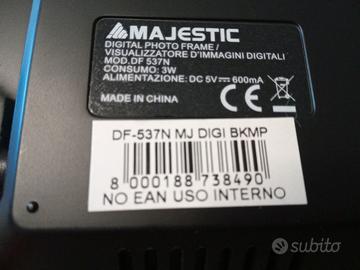 MAJESTIC
DIGITAL PHOTO FRAME/
VISUALIZZATORE D'IMMAGINI DIGITALI
MOD.DF 537N
CONSUMO: 3W
ALIMENTAZIONE: DC 5V 600mA
MADE IN CHINA
CE
DF-537N MJ DIGI BKMP
8 000188 738490
NO EAN USO INTERNO
subito